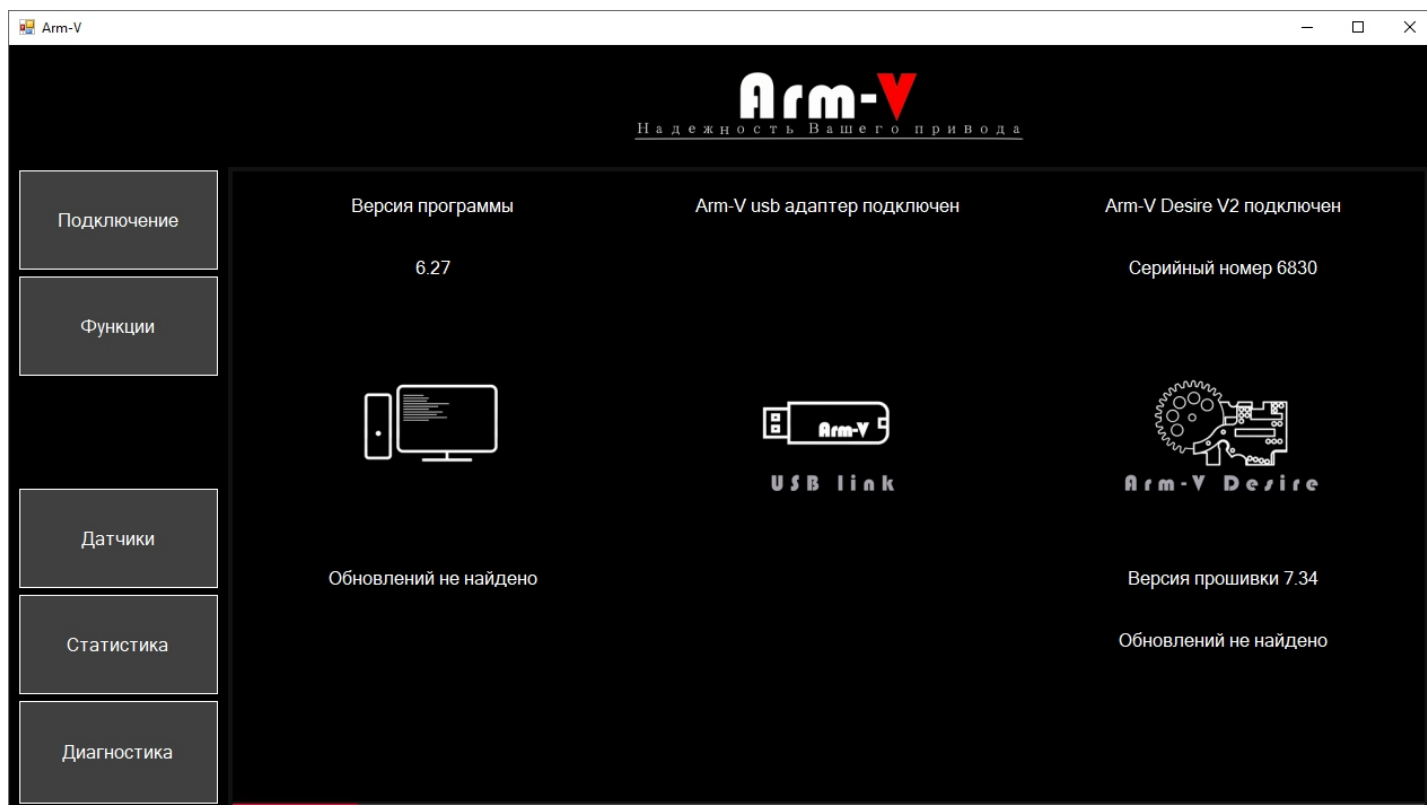 Arm-V
Arm-V
Надежность Вашего привода
Подключение
Функции
Датчики
Статистика
Диагностика
Версия программы
6.27
Обновлений не найдено
Arm-V usb адаптер подключен
Arm-V
USB link
Arm-V Desire V2 подключен
Серийный номер 6830
Arm-V Desire
Версия прошивки 7.34
Обновлений не найдено